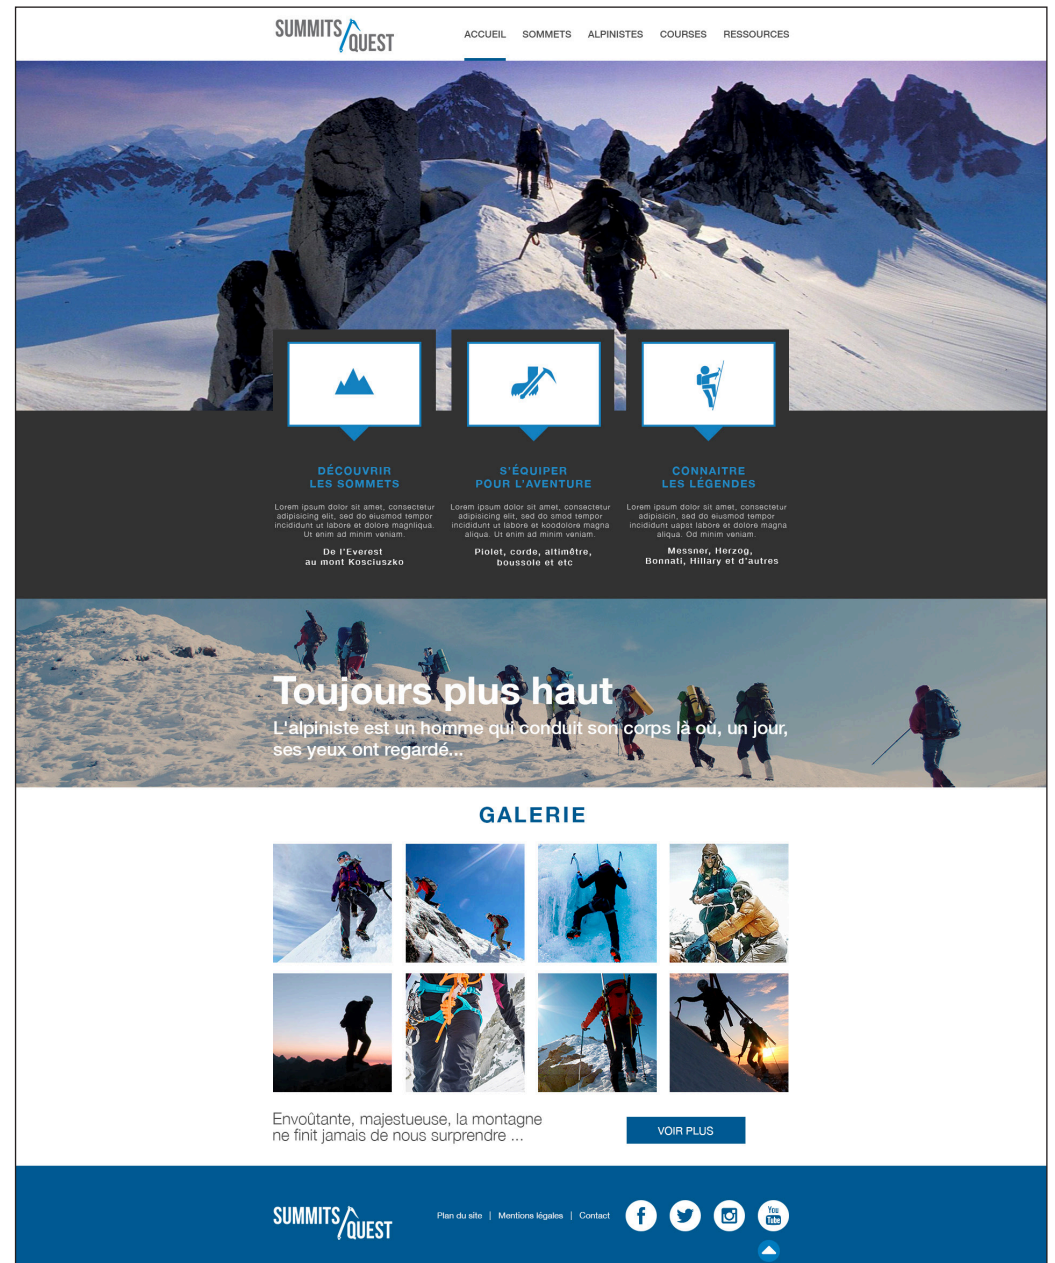 SUMMITS
QUEST
ACCUEIL SOMMETS ALPINISTES COURSES RESSOURCES
DÉCOUVRIR
LES SOMMETS
Lorem ipsum dolor sit amet, consectetur
adipisicing elit, sed do eiusmod tempor
incididunt ut labore et dolore magnliqua.
Ut enim ad minim veniam.
De l'Everest
au mont Kosciuszko
S'ÉQUIPER
POUR L'AVENTURE
Lorem ipsum dolor sit amet, consectetur
adipiscing elit, sed do smod tempor
incididunt ut labore et koodolore magna
aliqua. Ut enim ad minim veniam.
Piolet, corde, altimêtre,
boussole et etc
CONNAITRE
LES LÉGENDES
Lorem ipsum dolor sit amet, consectetur
adipisicin, sed do eiusmod tempor
incididunt uapst labore et dolore magna
aliqua. Od minim veniam.
Messner, Herzog,
Bonnati, Hillary et d'autres
Toujours plus haut
L'alpiniste est un homme qui conduit son corps là où, un jour,
ses yeux ont regardé...
GALERIE
Envoûtante, majestueuse, la montagne
ne finit jamais de nous surprendre ...
VOIR PLUS
SUMMITS
QUEST
Plan du site | Mentions légales | Contact
You
Tube